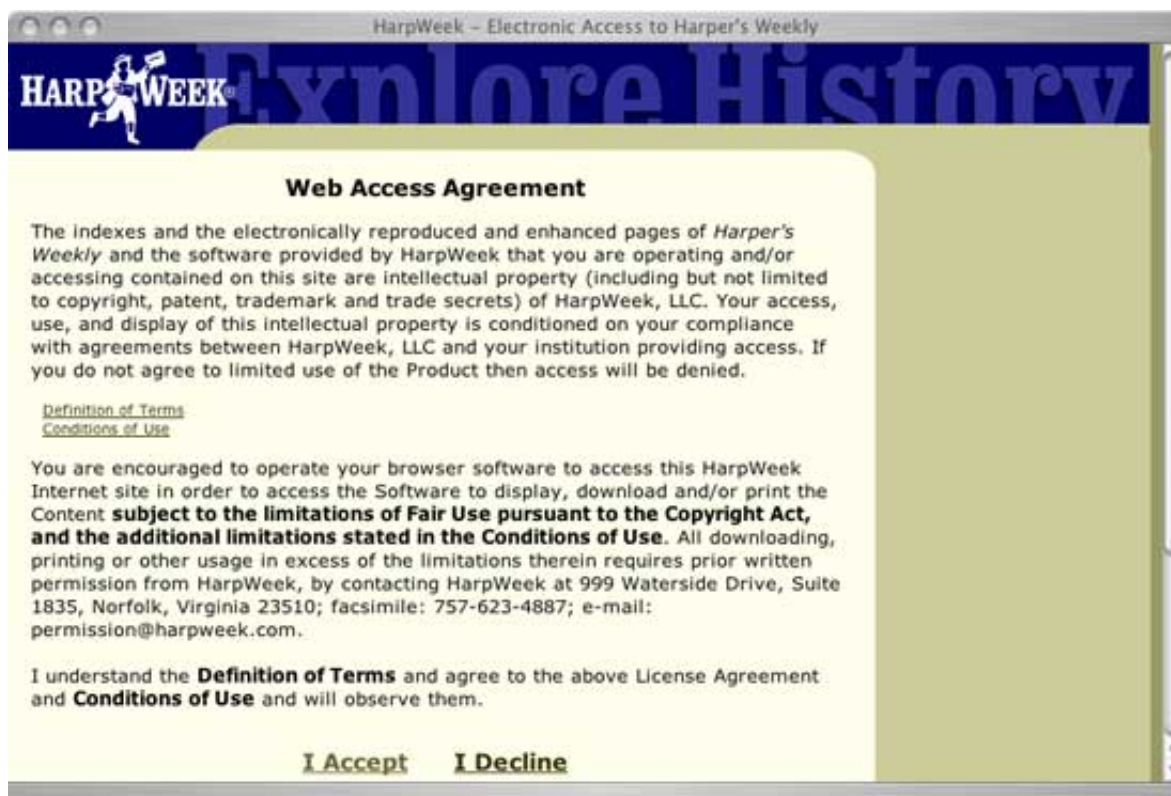 HarpWeek – Electronic Access to Harper's Weekly
HARPWEEK®
Explore History
Web Access Agreement
The indexes and the electronically reproduced and enhanced pages of Harper's
Weekly and the software provided by HarpWeek that you are operating and/or
accessing contained on this site are intellectual property (including but not limited
to copyright, patent, trademark and trade secrets) of HarpWeek, LLC. Your access,
use, and display of this intellectual property is conditioned on your compliance
with agreements between HarpWeek, LLC and your institution providing access. If
you do not agree to limited use of the Product then access will be denied.
Definition of Terms
Conditions of Use
You are encouraged to operate your browser software to access this HarpWeek
Internet site in order to access the Software to display, download and/or print the
Content subject to the limitations of Fair Use pursuant to the Copyright Act,
and the additional limitations stated in the Conditions of Use. All downloading,
printing or other usage in excess of the limitations therein requires prior written
permission from HarpWeek, by contacting HarpWeek at 999 Waterside Drive, Suite
1835, Norfolk, Virginia 23510; facsimile: 757-623-4887; e-mail:
permission@harpweek.com.
I understand the Definition of Terms and agree to the above License Agreement
and Conditions of Use and will observe them.
I Accept I Decline